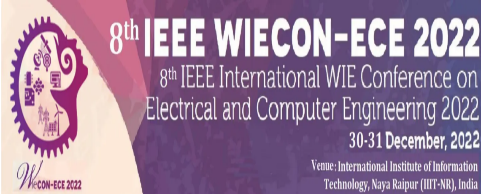 8th IEEE WIECON-ECE 2022
8th IEEE International WIE Conference on
Electrical and Computer Engineering 2022
30-31 December, 2022
Venue: International Institute of Information
Technology, Naya Raipur (IIIT-NR), India
WIECON-ECE 2022